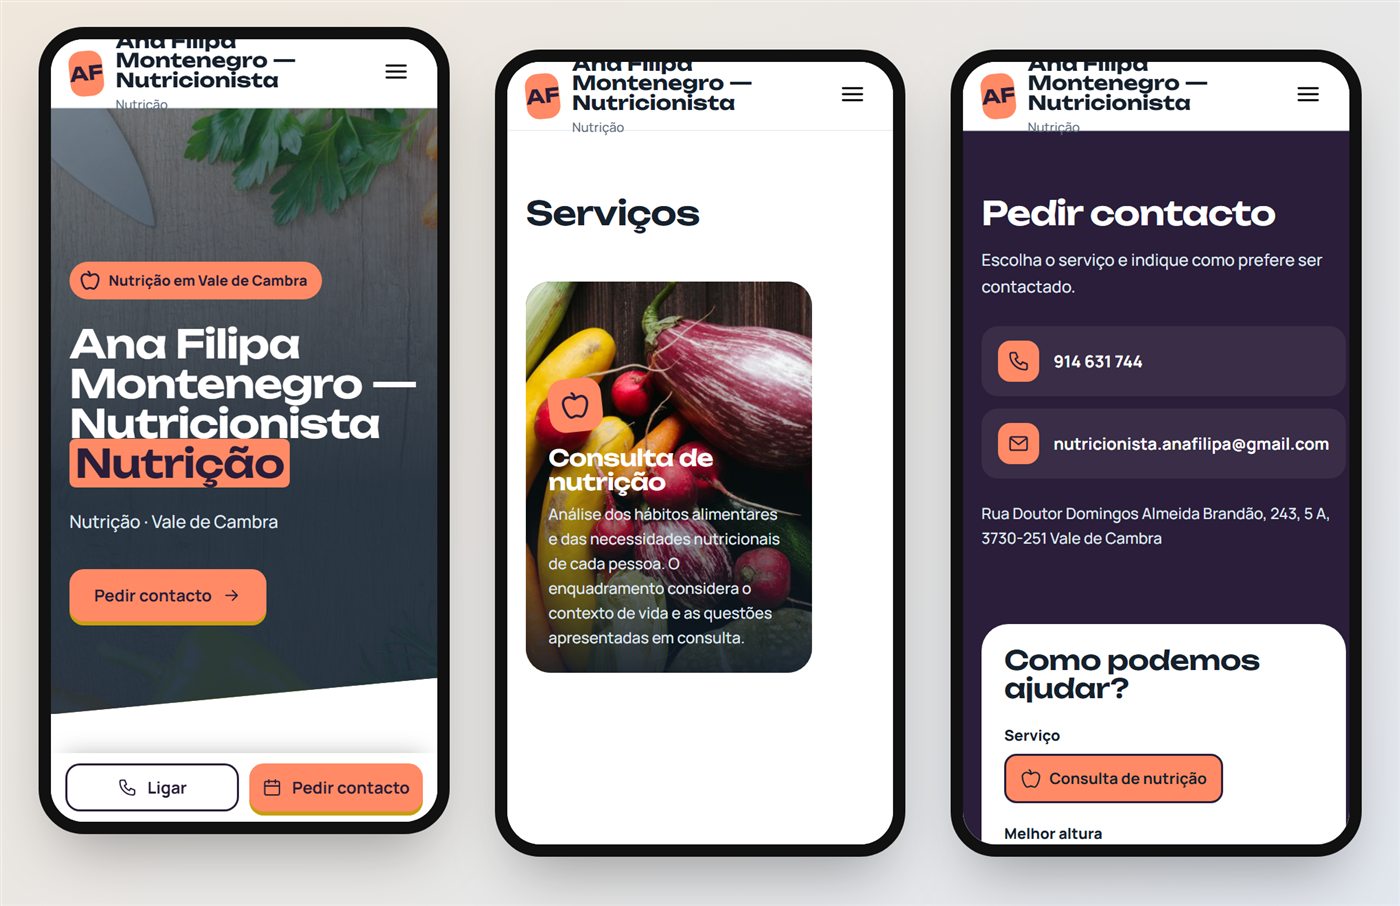 AF
Ana Filipa
Montenegro —
Nutricionista
Nutrição
Nutrição em Vale de Cambra
Ana Filipa
Montenegro —
Nutricionista
Nutrição
Nutrição · Vale de Cambra
Pedir contacto
Ligar
Pedir contacto
AF
Ana Filipa
Montenegro —
Nutricionista
Nutrição
Serviços
Consulta de
nutrição
Análise dos hábitos alimentares
e das necessidades nutricionais
de cada pessoa. O
enquadramento considera o
contexto de vida e as questões
apresentadas em consulta.
AF
Ana Filipa
Montenegro —
Nutricionista
Nutrição
Pedir contacto
Escolha o serviço e indique como prefere ser
contactado.
914 631 744
nutricionista.anafilipa@gmail.com
Rua Doutor Domingos Almeida Brandão, 243, 5 A,
3730-251 Vale de Cambra
Como podemos
ajudar?
Serviço
Consulta de nutrição
Melhor altura